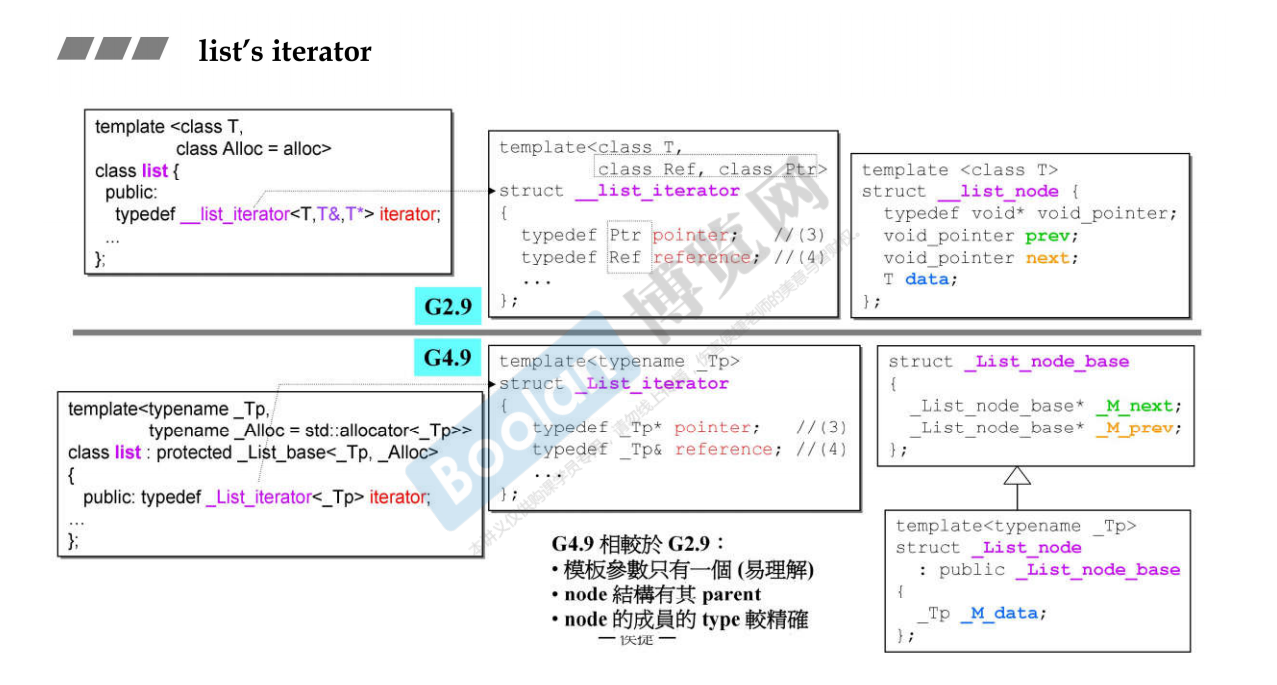 list’s iterator
template <class T,
class Alloc = alloc>
class list {
public:
typedef __list_iterator<T,T&,T*> iterator;
...
};
template<class T,
class Ref, class Ptr>
struct __list_iterator
{
typedef Ptr pointer; //(3)
typedef Ref reference; //(4)
...
};
template <class T>
struct __list_node {
typedef void* void_pointer;
void_pointer prev;
void_pointer next;
T data;
};
G2.9
G4.9
template<typename _Tp,
typename _Alloc = std::allocator<_Tp>>
class list : protected _List_base<_Tp, _Alloc>
{
public: typedef _List_iterator<_Tp> iterator;
...
};
template<typename _Tp>
struct _List_iterator
{
typedef _Tp* pointer; //(3)
typedef _Tp& reference; //(4)
...
};
struct _List_node_base
{
_List_node_base* _M_next;
_List_node_base* _M_prev;
};
template<typename _Tp>
struct _List_node
: public _List_node_base
{
_Tp _M_data;
};
G4.9 相較於 G2.9：
• 模板參數只有一個 (易理解)
• node 結構有其 parent
• node 的成員的 type 較精確
— 侯捷 —
Boolan 博览网